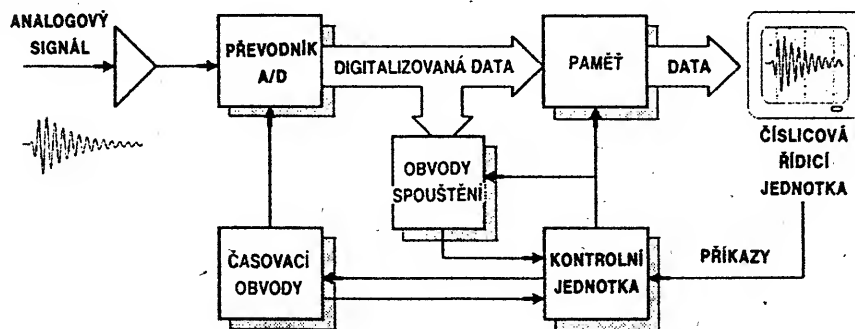 ANALOGOVÝ
SIGNÁL
PŘEVODNÍK
A/D
DIGITALIZOVANÁ DATA
PAMĚŤ
DATA
ČÍSLICOVÁ
ŘÍDICÍ
JEDNOTKA
OBVODY
SPOUŠTĚNÍ
ČASOVACÍ
OBVODY
KONTROLNÍ
JEDNOTKA
PŘÍKAZY